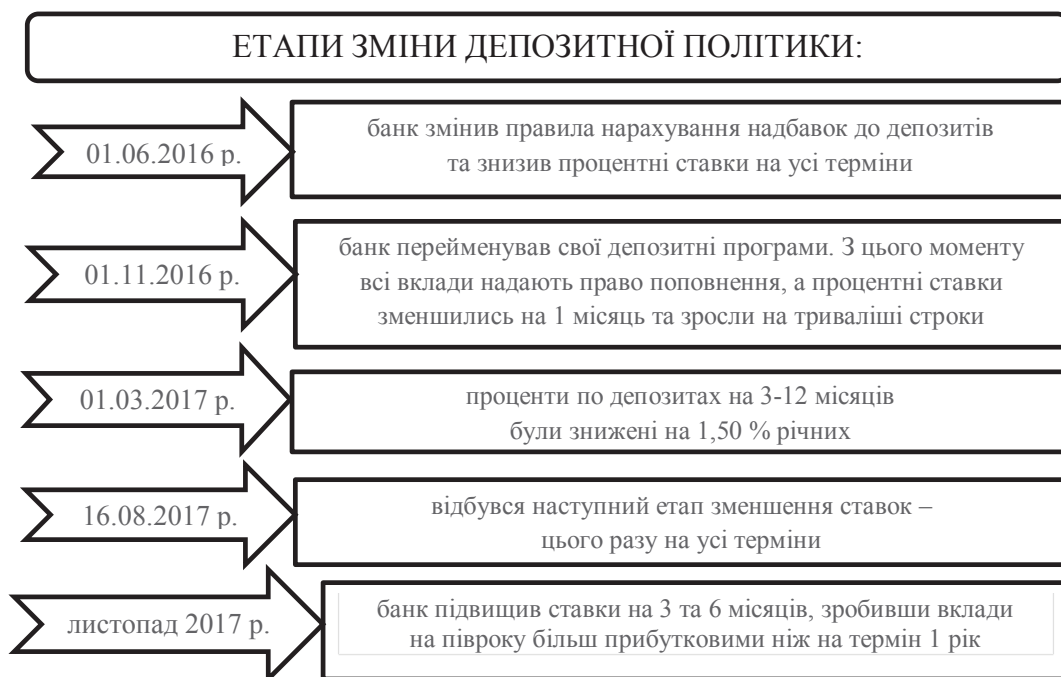 ЕТАПИ ЗМІНИ ДЕПОЗИТНОЇ ПОЛІТИКИ:
01.06.2016 р.
банк змінив правила нарахування надбавок до депозитів
та знизив процентні ставки на усі терміни
01.11.2016 р.
банк перейменував свої депозитні програми. З цього моменту
всі вклади надають право поповнення, а процентні ставки
зменшились на 1 місяць та зросли на триваліші строки
01.03.2017 р.
проценти по депозитах на 3-12 місяців
були знижені на 1,50 % річних
16.08.2017 р.
відбувся наступний етап зменшення ставок –
цього разу на усі терміни
листопад 2017 р.
банк підвищив ставки на 3 та 6 місяців, зробивши вклади
на півроку більш прибутковими ніж на термін 1 рік